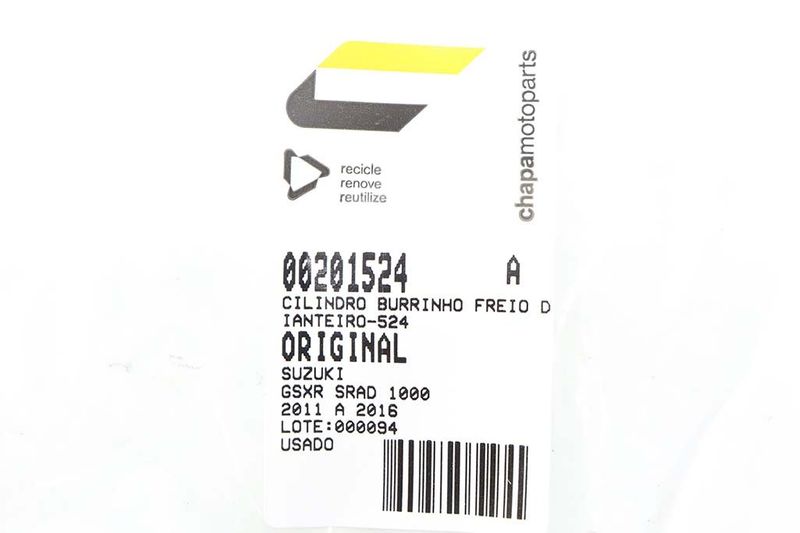 chapamotoparts
recicle
renove
reutilize
00201524 A
CILINDRO BURRINHO FREIO D
IANTEIRO-524
ORIGINAL
SUZUKI
GSXR SRAD 1000
2011 A 2016
LOTE:000094
USADO